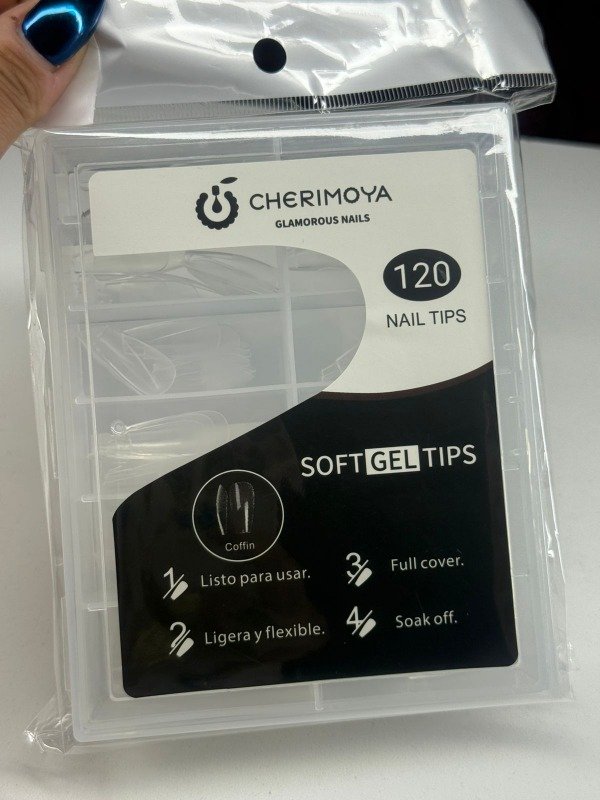 CHERIMOYA
GLAMOROUS NAILS
120
NAIL TIPS
SOFT GEL TIPS
Coffin
1 Listo para usar.
2 Ligera y flexible.
3 Full cover.
4 Soak off.